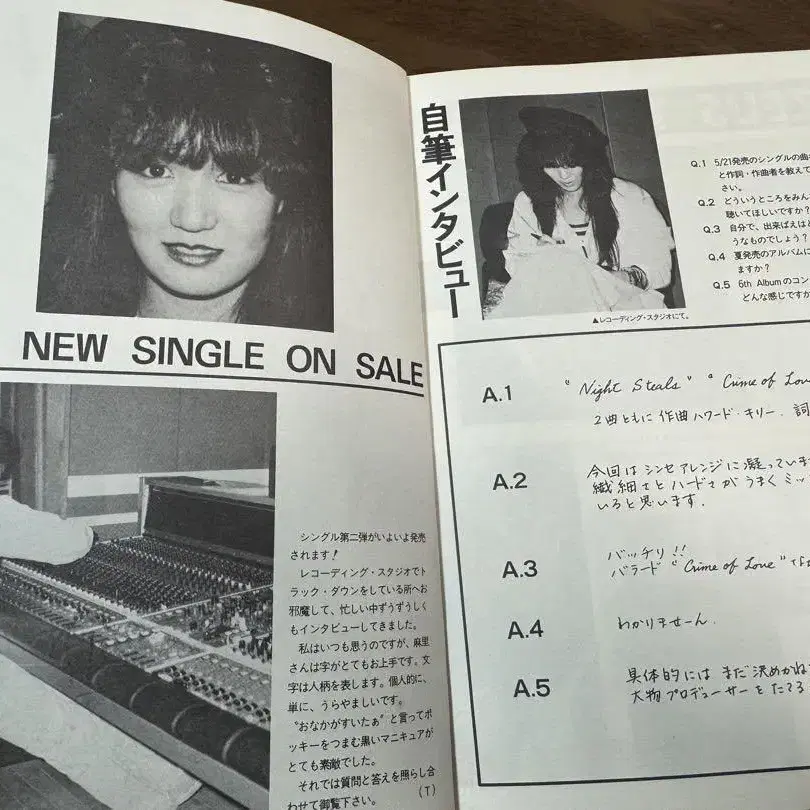 NEW SINGLE ON SALE
シングル第二弾がいよいよ発売
されます！
レコーディング・スタジオでト
ラック・ダウンをしている所へお
邪魔して、忙しい中ずうずうしく
もインタビューしてきました。
私はいつも思うのですが、麻里
さんは字がとてもお上手です。文
字は人柄を表します。個人的に、
単に、うらやましいです。
“おなかがすいたぁ”と言ってポ
ッキーをつまむ黒いマニキュアが
とても素敵でした。
それでは質問と答えを照らし合
わせて御覧下さい。 (T)
自筆インタビュー
▲レコーディング・スタジオにて。
Q.1 5/21発売のシングルの曲
と作詞・作曲者を教えて
さい。
Q.2 どういうところをみん
聴いてほしいですか？
Q.3 自分で、出来ばえはど
うなものでしょう？
Q.4 夏発売のアルバムに
ますか？
Q.5 6th Albumのコン
どんな感じですか
A.1 “Night Steals” “Crime of Love
2曲ともに 作曲 ハワード・キリー. 詞
A.2 今回は シンセ アレンジに 凝っていま
繊細さと ハードさが うまく ミッ
いると思います.
A.3 バッチリ!!
バラード “Crime of Love” は
A.4 わかりません.
A.5 具体的には まだ 決めかね
大物プロデューサーを たてる